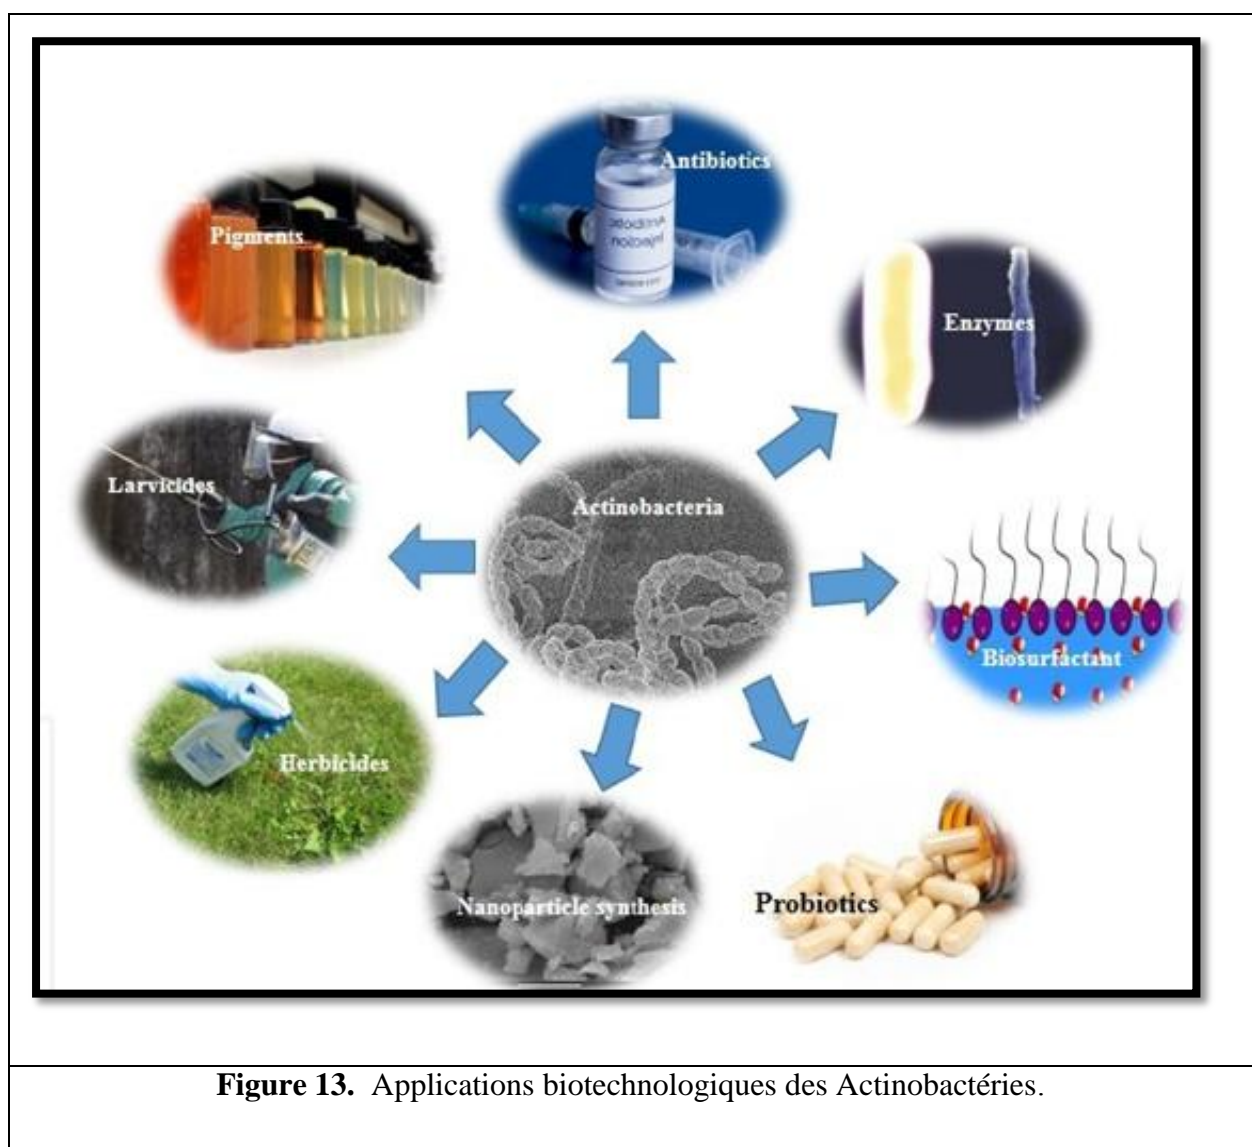 Antibiotics
Pigments
Enzymes
Larvicides
Actinobacteria
Biosurfactant
Herbicides
Nanoparticle synthesis
Probiotics
Figure 13. Applications biotechnologiques des Actinobactéries.